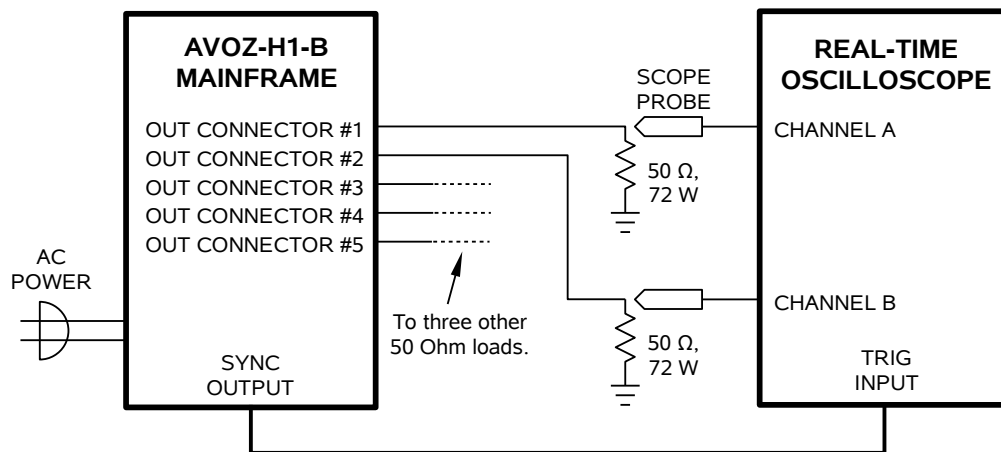 AVOZ-H1-B
MAINFRAME
OUT CONNECTOR #1
OUT CONNECTOR #2
OUT CONNECTOR #3
OUT CONNECTOR #4
OUT CONNECTOR #5
AC
POWER
SYNC
OUTPUT
To three other
50 Ohm loads.
SCOPE
PROBE
50 Ω,
72 W
50 Ω,
72 W
REAL-TIME
OSCILLOSCOPE
CHANNEL A
CHANNEL B
TRIG
INPUT